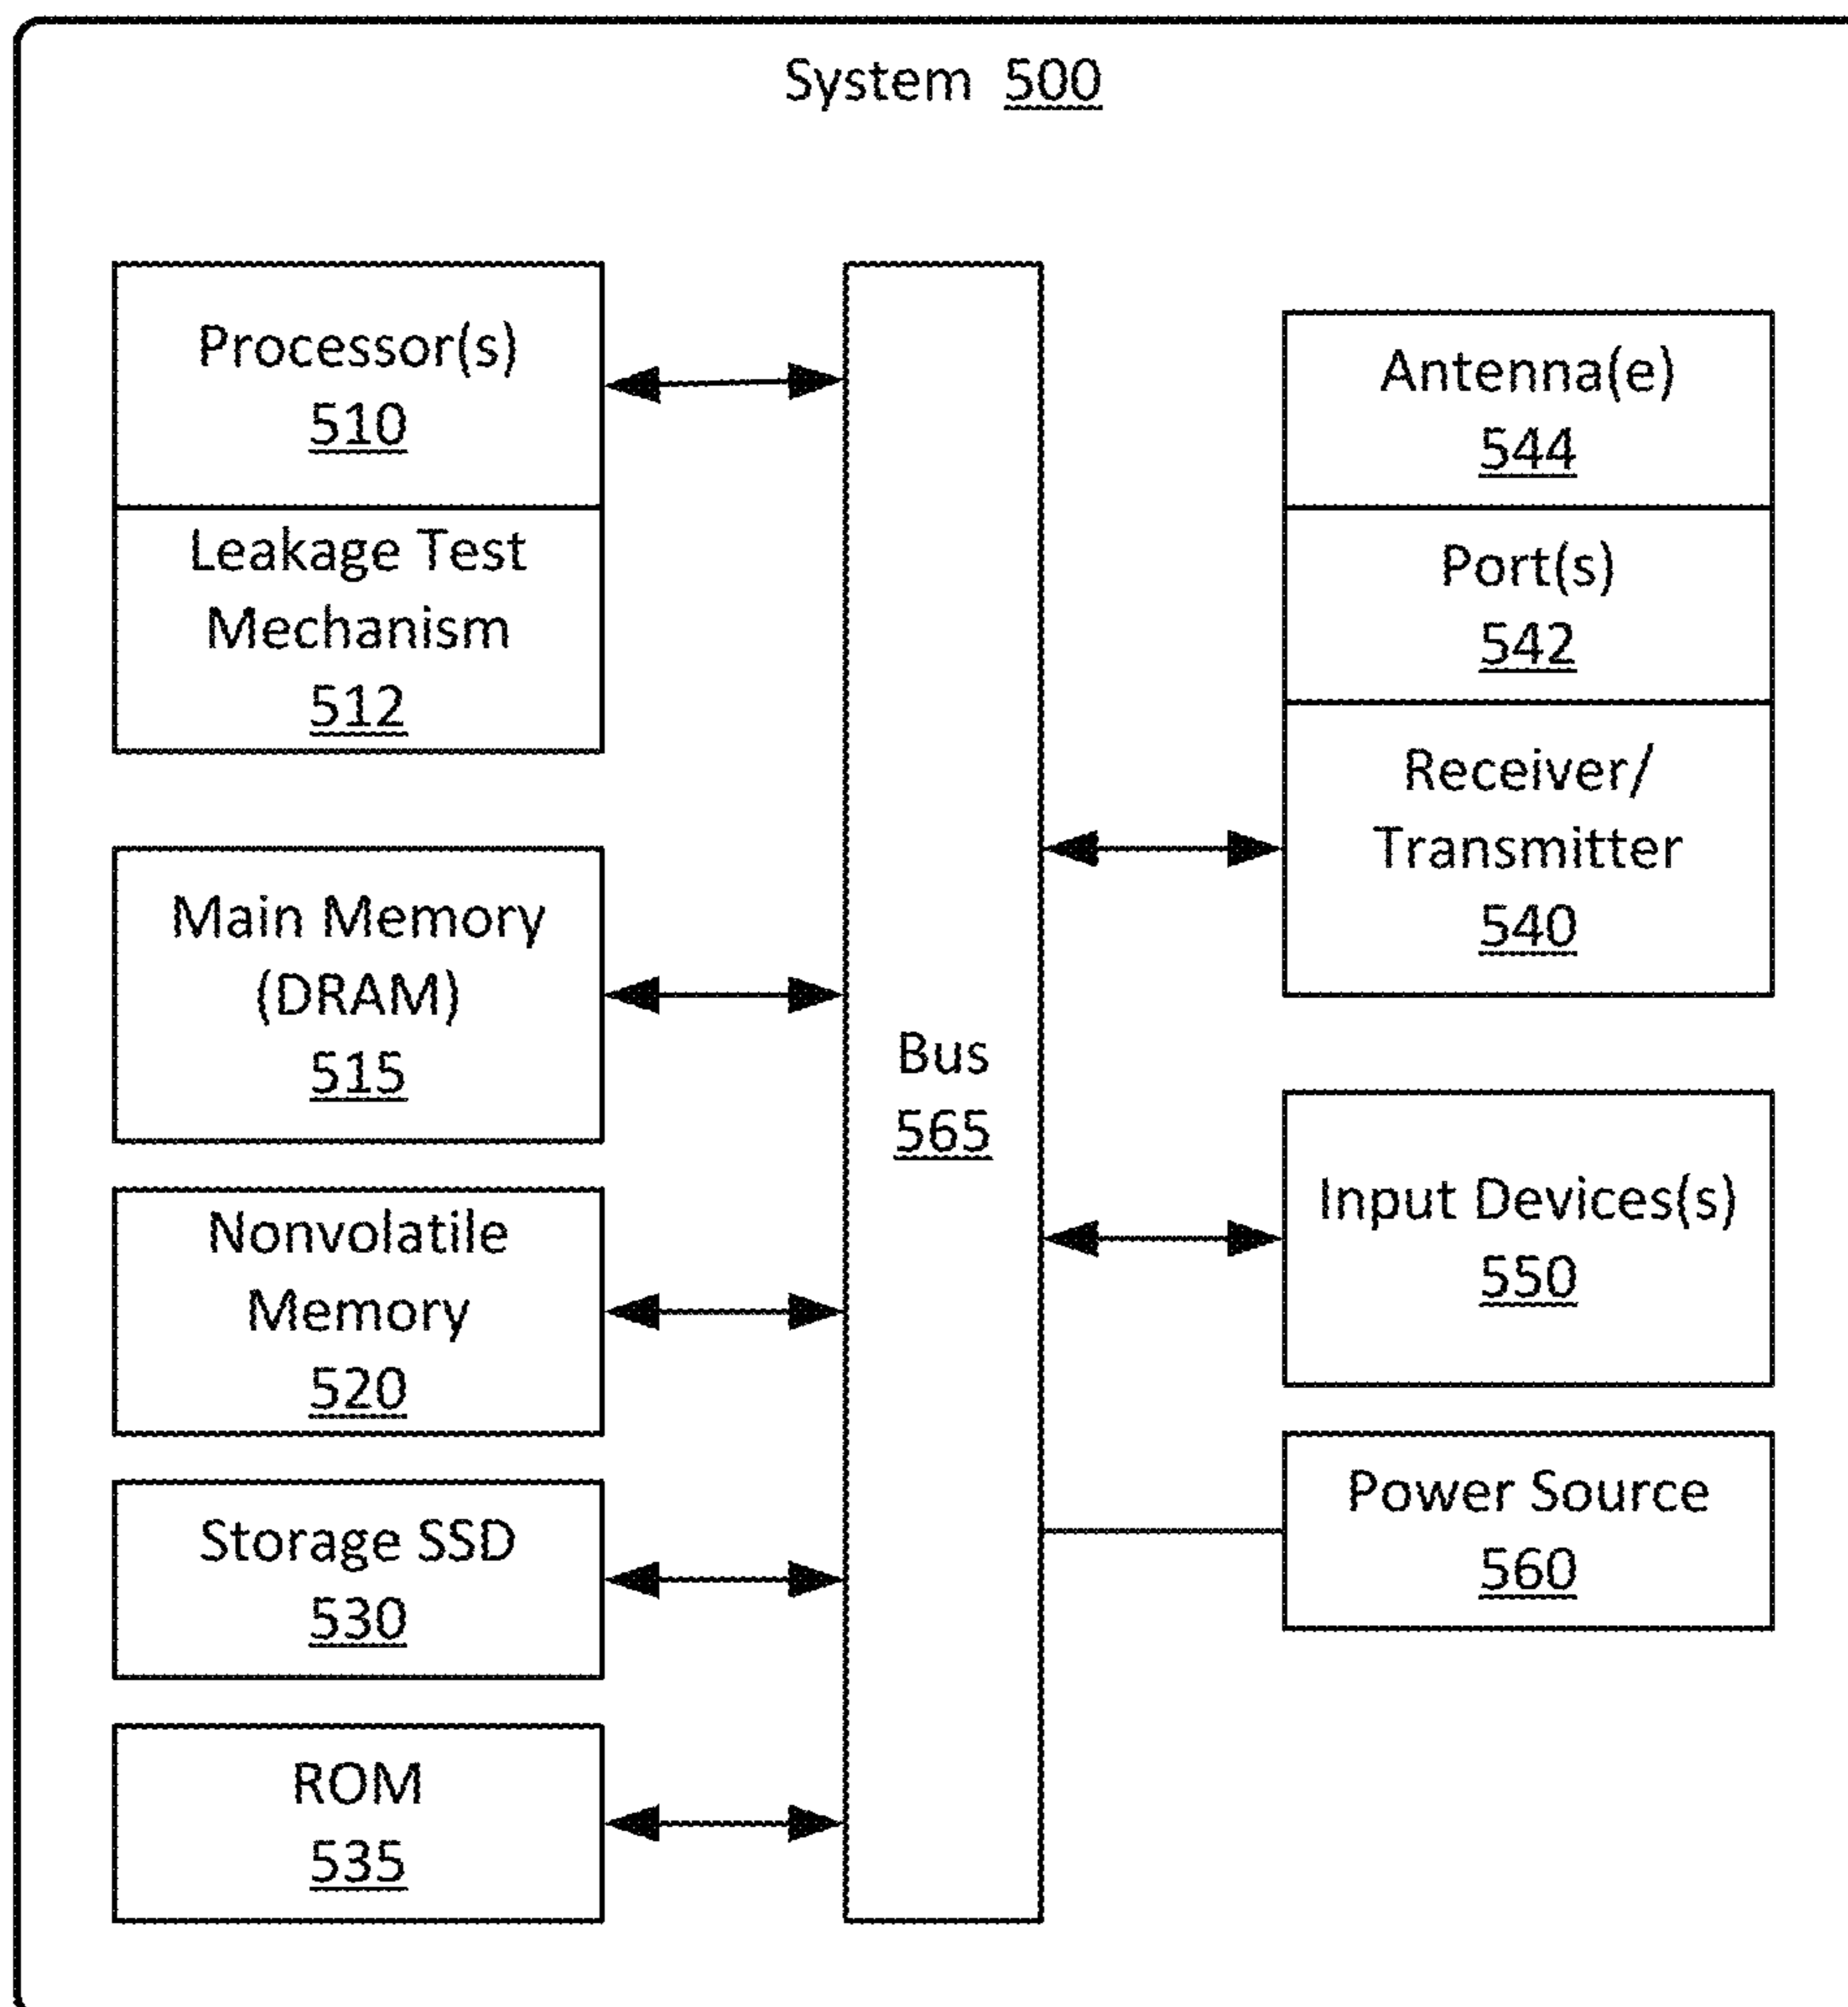 System 500
Processor(s)
510
Leakage Test
Mechanism
512
Main Memory
(DRAM)
515
Nonvolatile
Memory
520
Storage SSD
530
ROM
535
Bus
565
Antenna(e)
544
Port(s)
542
Receiver/
Transmitter
540
Input Devices(s)
550
Power Source
560